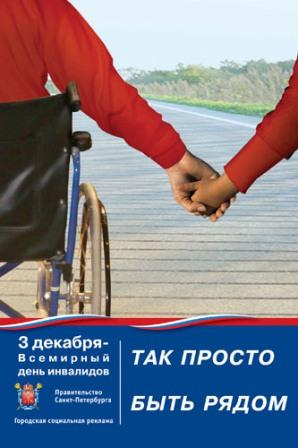 3 декабря-
Всемирный
день инвалидов
Правительство
Санкт-Петербурга
Городская социальная реклама
ТАК ПРОСТО
БЫТЬ РЯДОМ